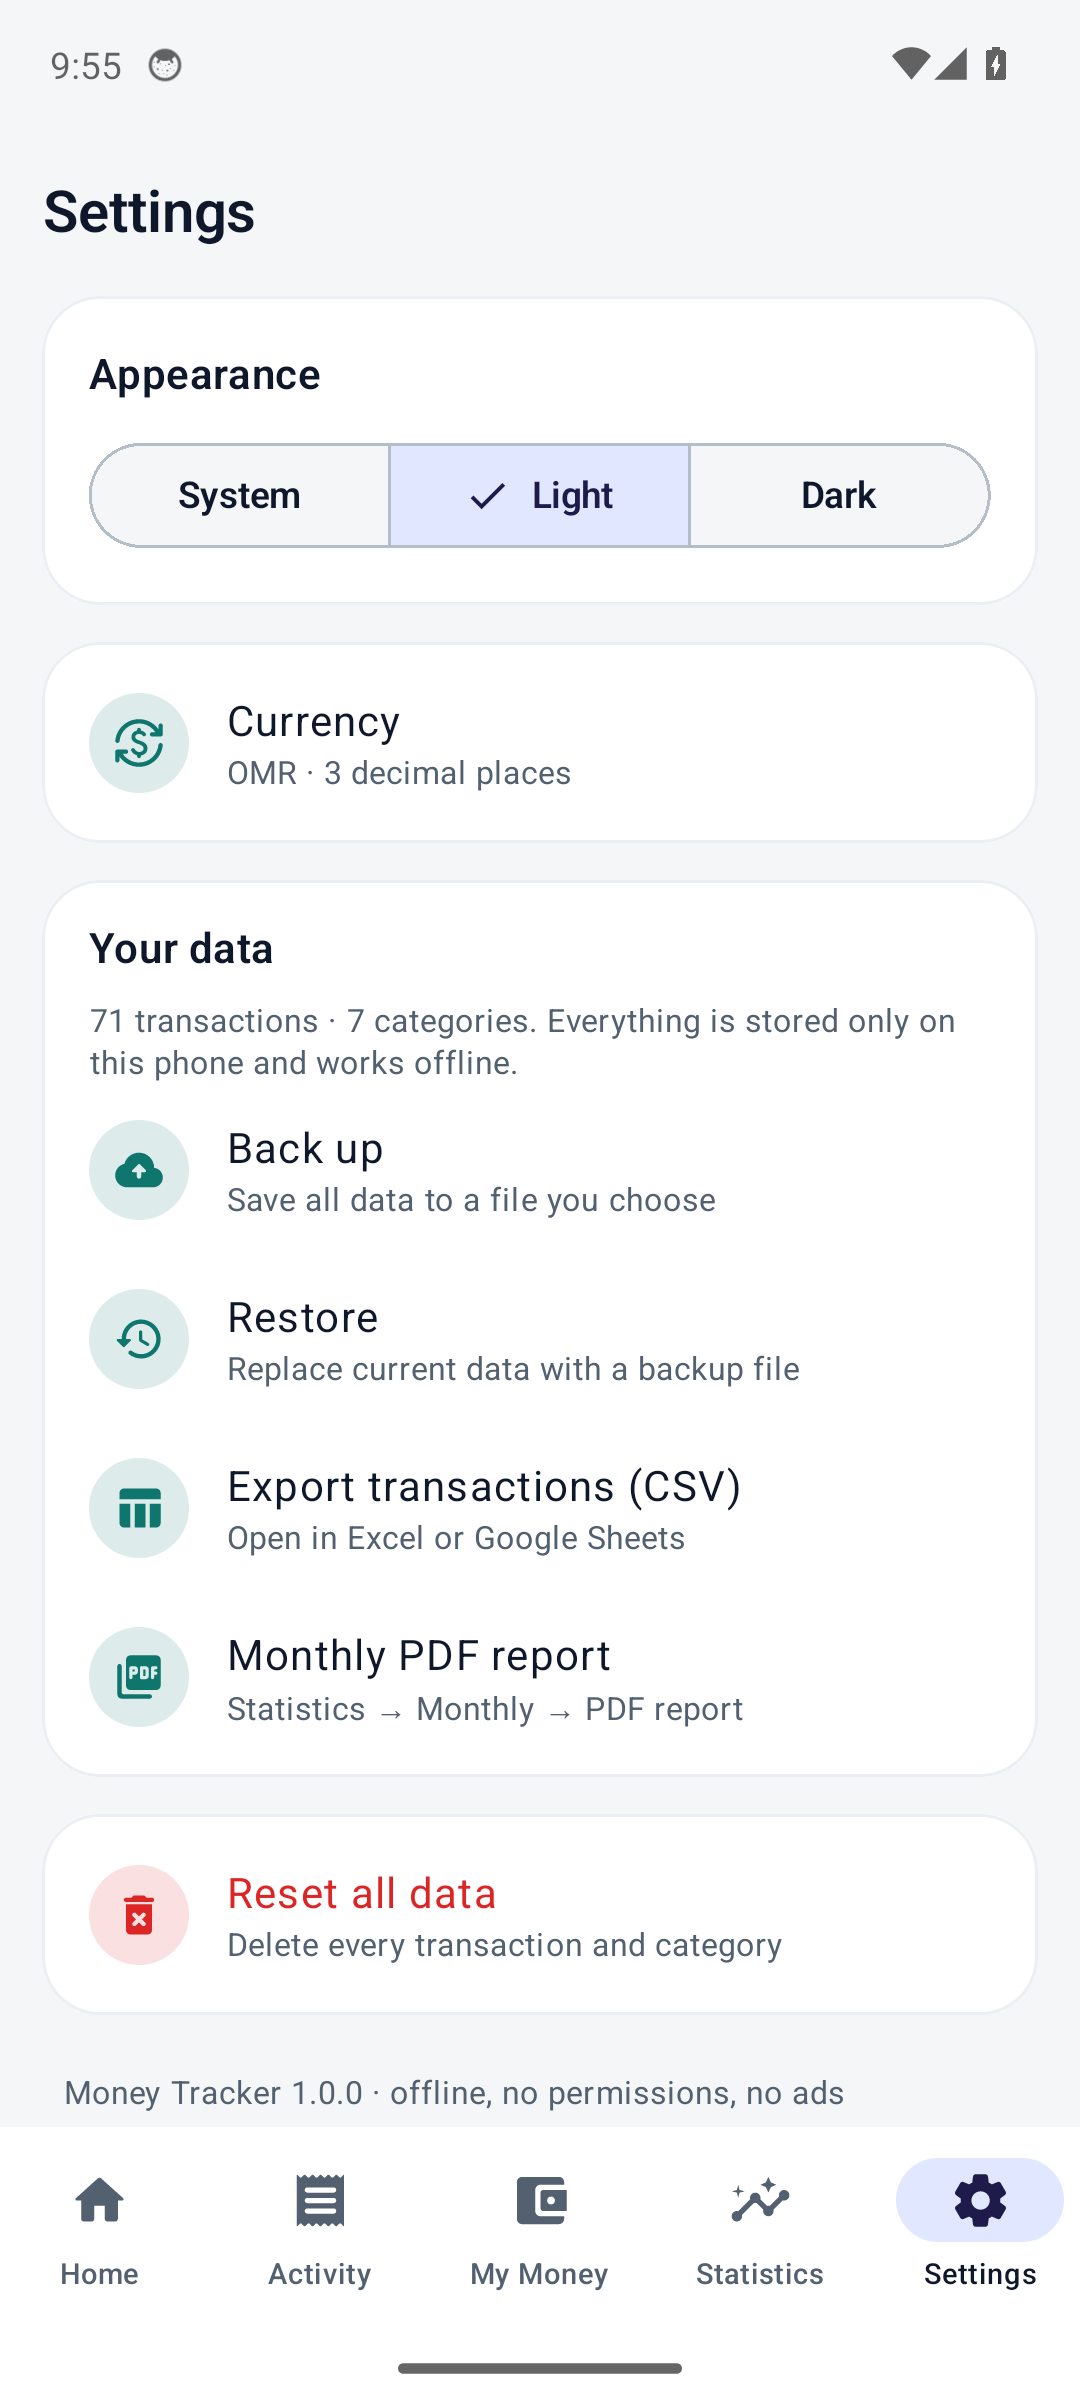 9:55
Settings
Appearance
System
Light
Dark
Currency
OMR · 3 decimal places
Your data
71 transactions · 7 categories. Everything is stored only on
this phone and works offline.
Back up
Save all data to a file you choose
Restore
Replace current data with a backup file
Export transactions (CSV)
Open in Excel or Google Sheets
PDF
Monthly PDF report
Statistics → Monthly → PDF report
Reset all data
Delete every transaction and category
Money Tracker 1.0.0 · offline, no permissions, no ads
Home
Activity
My Money
Statistics
Settings